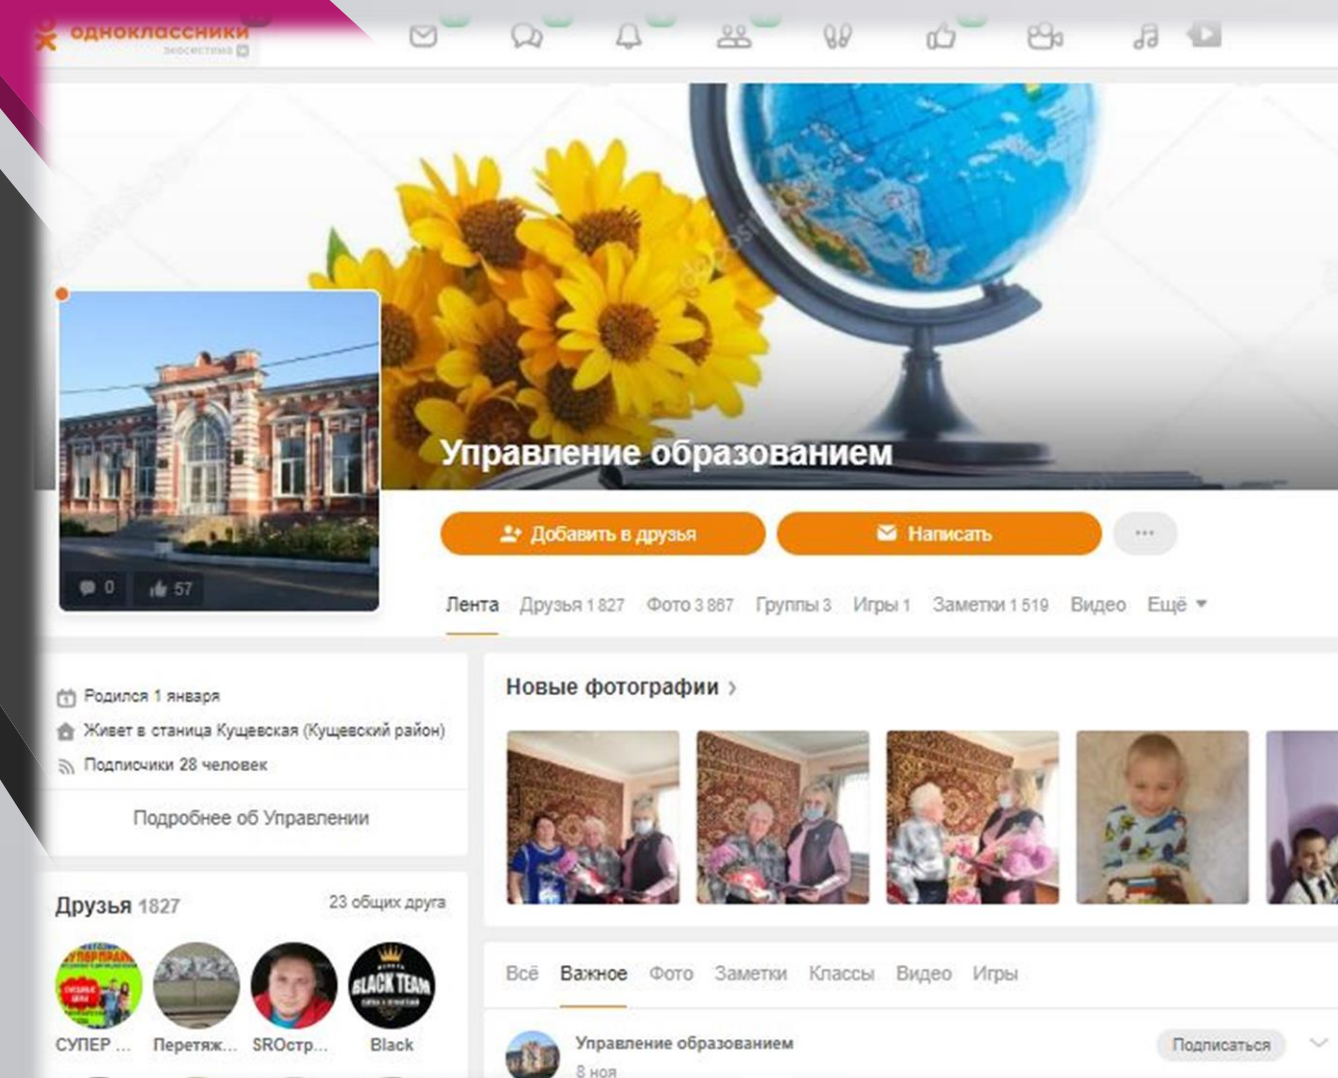 одноклассники
экосистема
Управление образованием
Добавить в друзья
Написать
0 57
Лента Друзья 1 827 Фото 3 867 Группы 3 Игры 1 Заметки 1 519 Видео Ещё
Родился 1 января
Живет в станица Кущевская (Кущевский район)
Подписчики 28 человек
Подробнее об Управлении
Новые фотографии
Друзья 1827
23 общих друга
BLACK TEAM
СУПЕР ... Перетяж... SROстр... Black
Всё Важное Фото Заметки Классы Видео Игры
Управление образованием
Подписаться
8 ноя